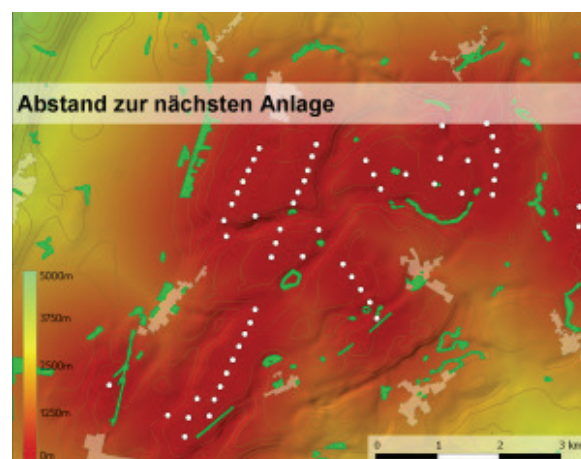 Abstand zur nächsten Anlage
5000m
3750m
2500m
1250m
0m
0 1 2 3 km